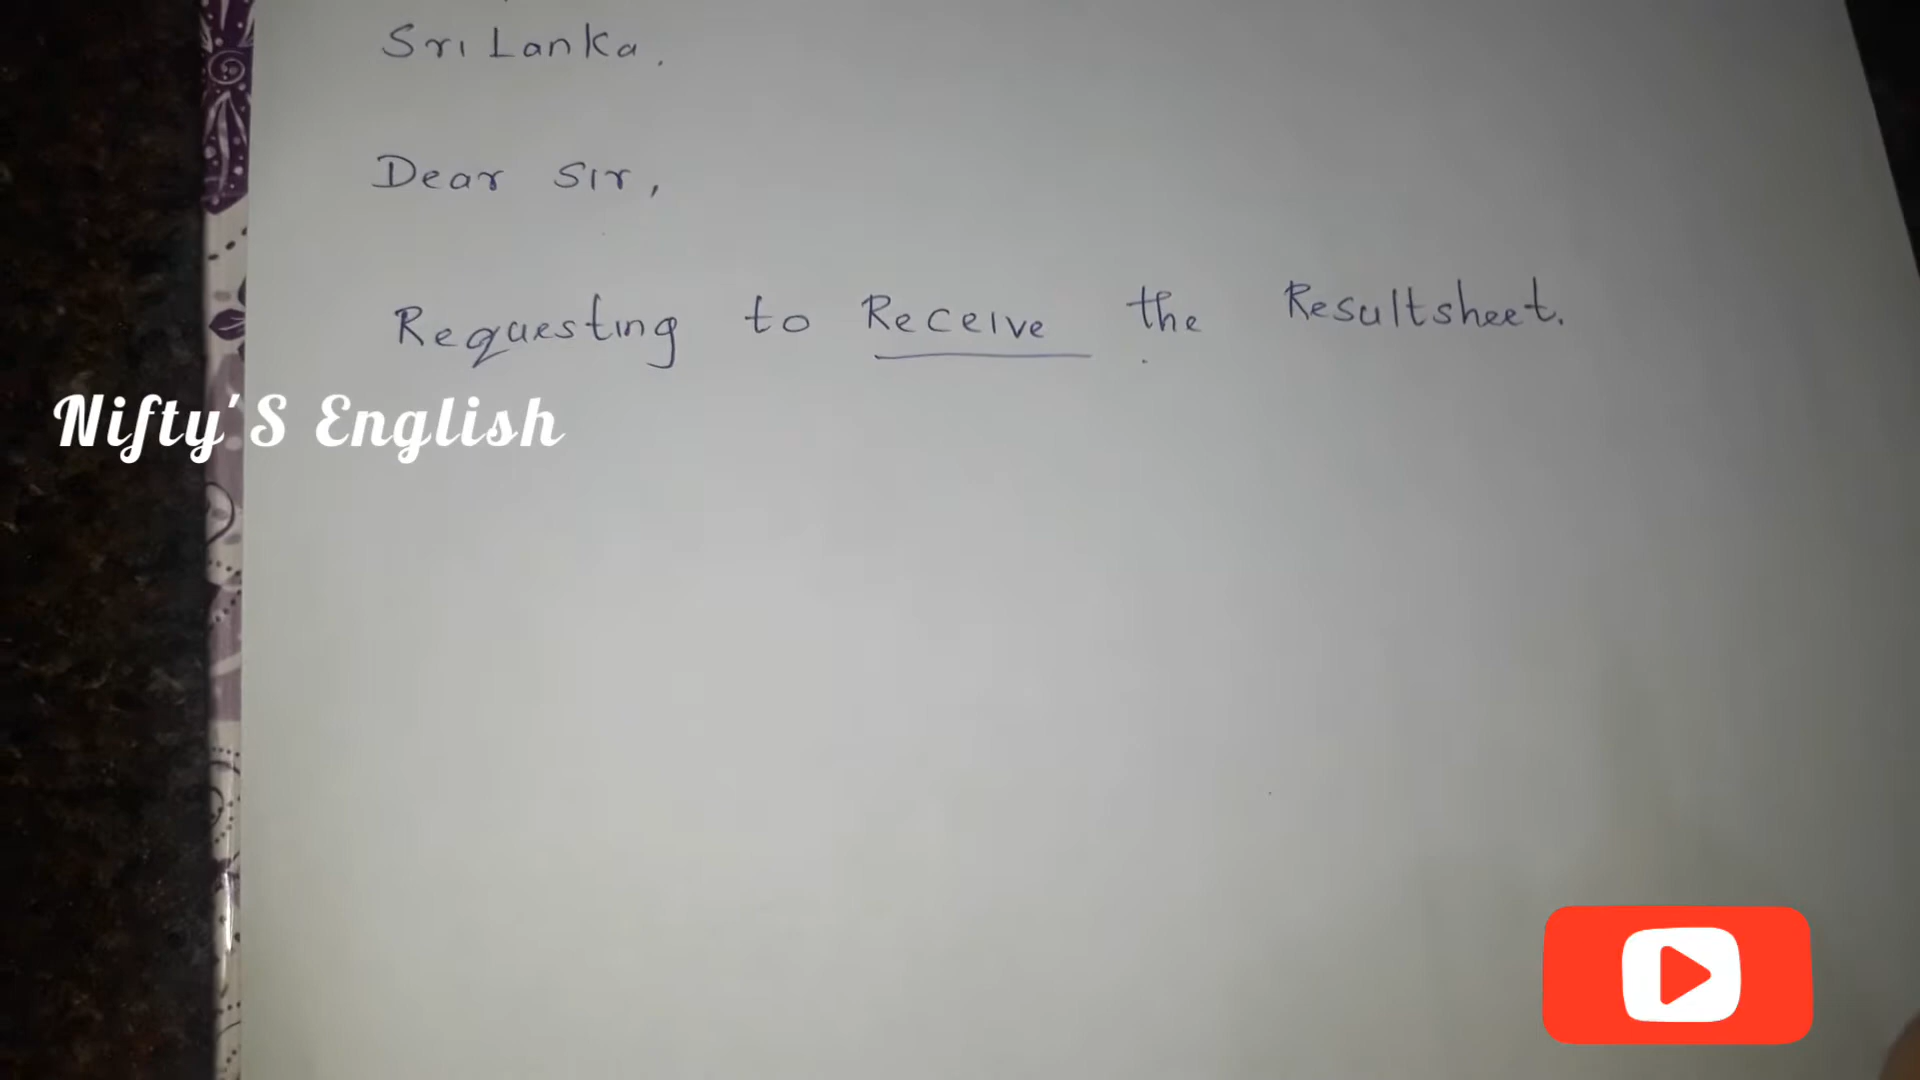 Sri Lanka.
Dear Sir,
Requesting to Receive the Resultsheet.
Nifty'S English